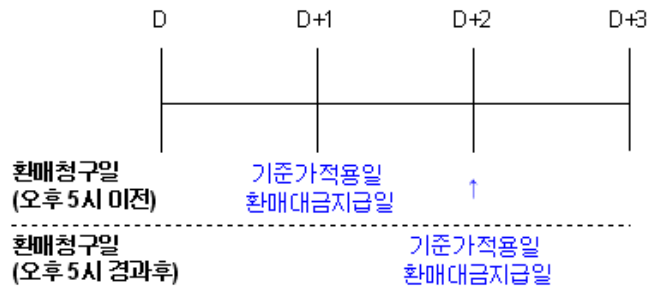 D D+1 D+2 D+3
환매청구일 기준가적용일
(오후 5시 이전) 환매대금지급일 ↑
환매청구일 기준가적용일
(오후 5시 경과후) 환매대금지급일